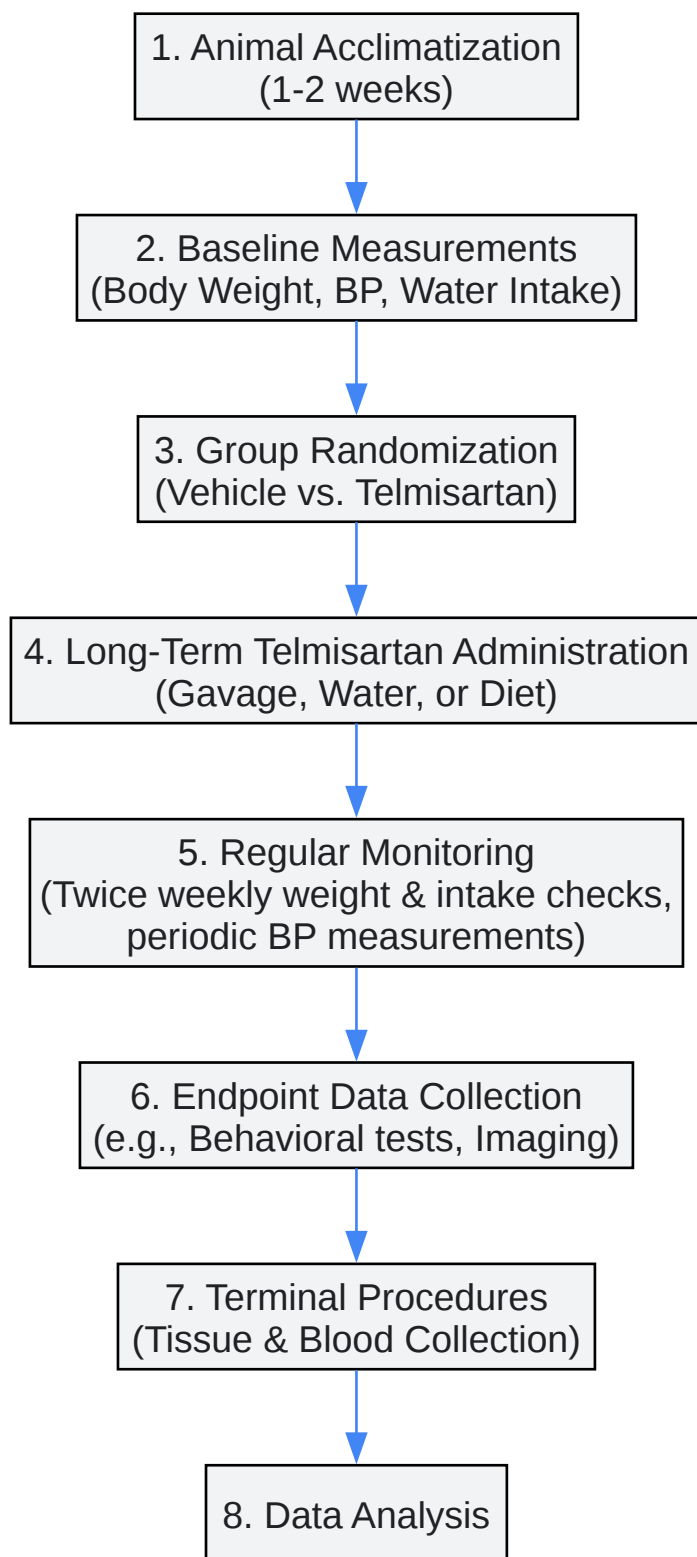 1. Animal Acclimatization
(1-2 weeks)
2. Baseline Measurements
(Body Weight, BP, Water Intake)
3. Group Randomization
(Vehicle vs. Telmisartan)
4. Long-Term Telmisartan Administration
(Gavage, Water, or Diet)
5. Regular Monitoring
(Twice weekly weight & intake checks,
periodic BP measurements)
6. Endpoint Data Collection
(e.g., Behavioral tests, Imaging)
7. Terminal Procedures
(Tissue & Blood Collection)
8. Data Analysis